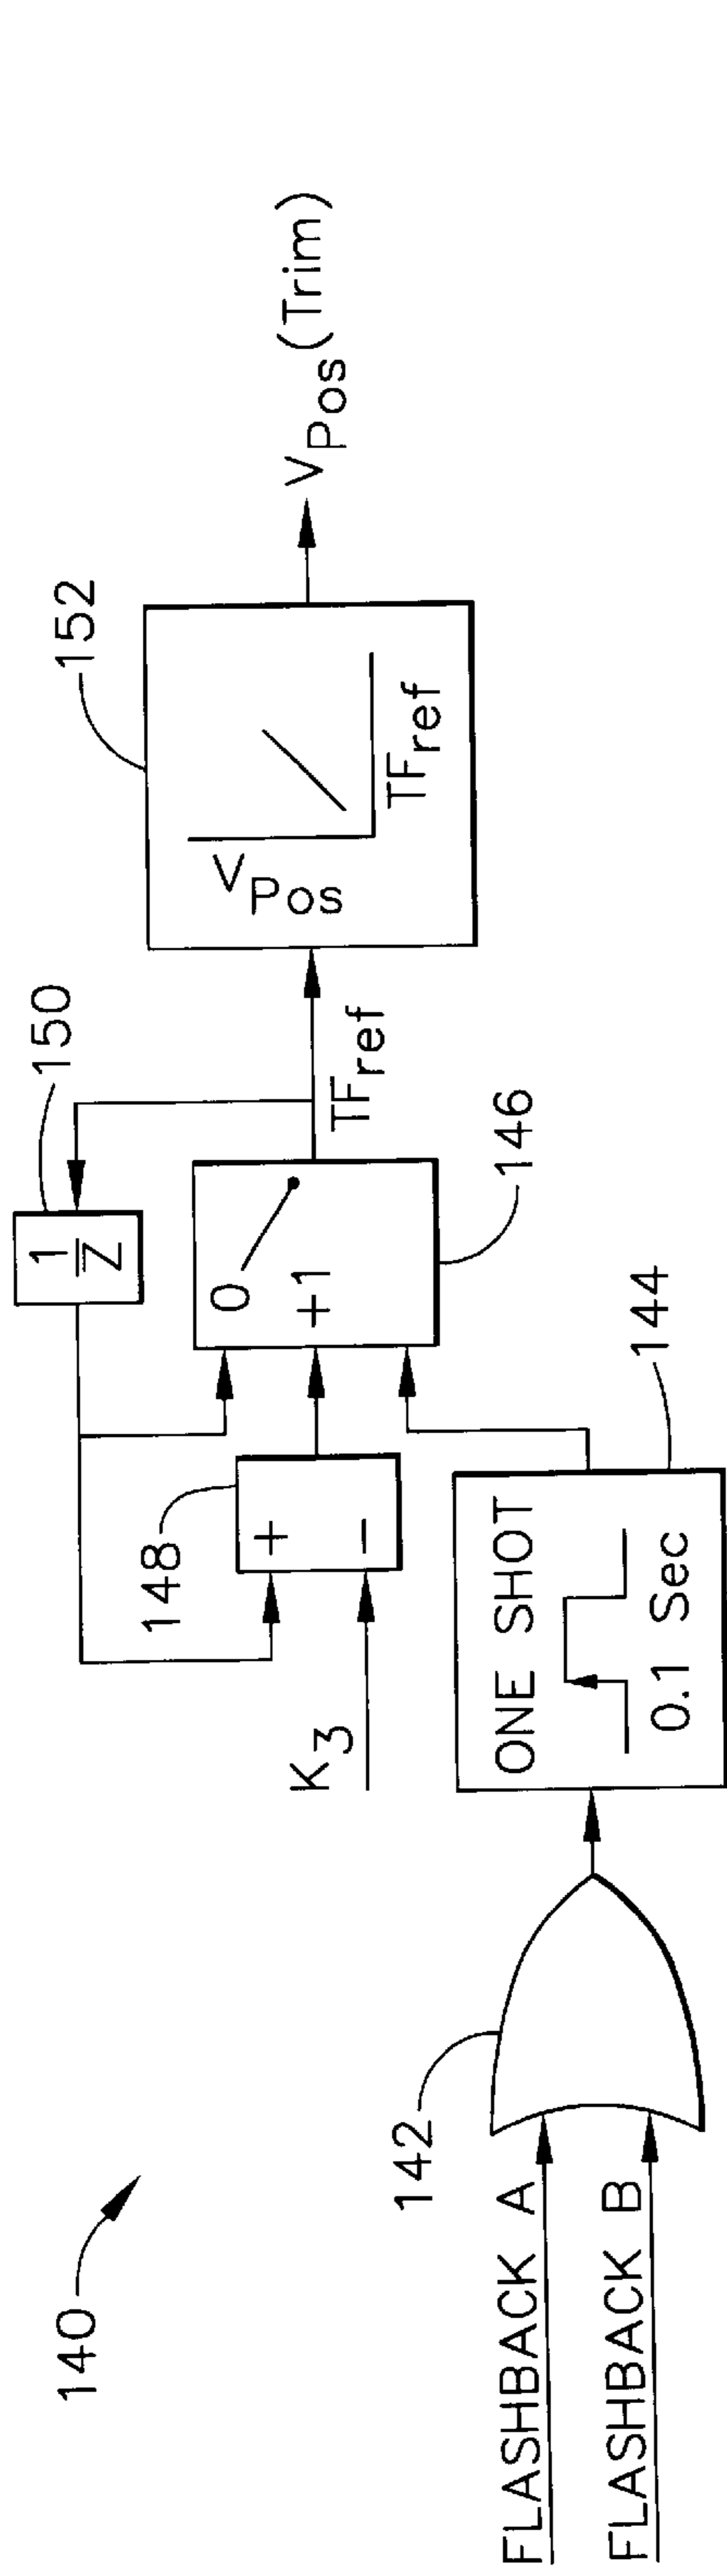 140
FLASHBACK A
FLASHBACK B
142
ONE SHOT
0.1 Sec
144
K3
148
+
−
1
Z
150
0
+1
146
TFref
152
VPos
TFref
VPos(Trim)